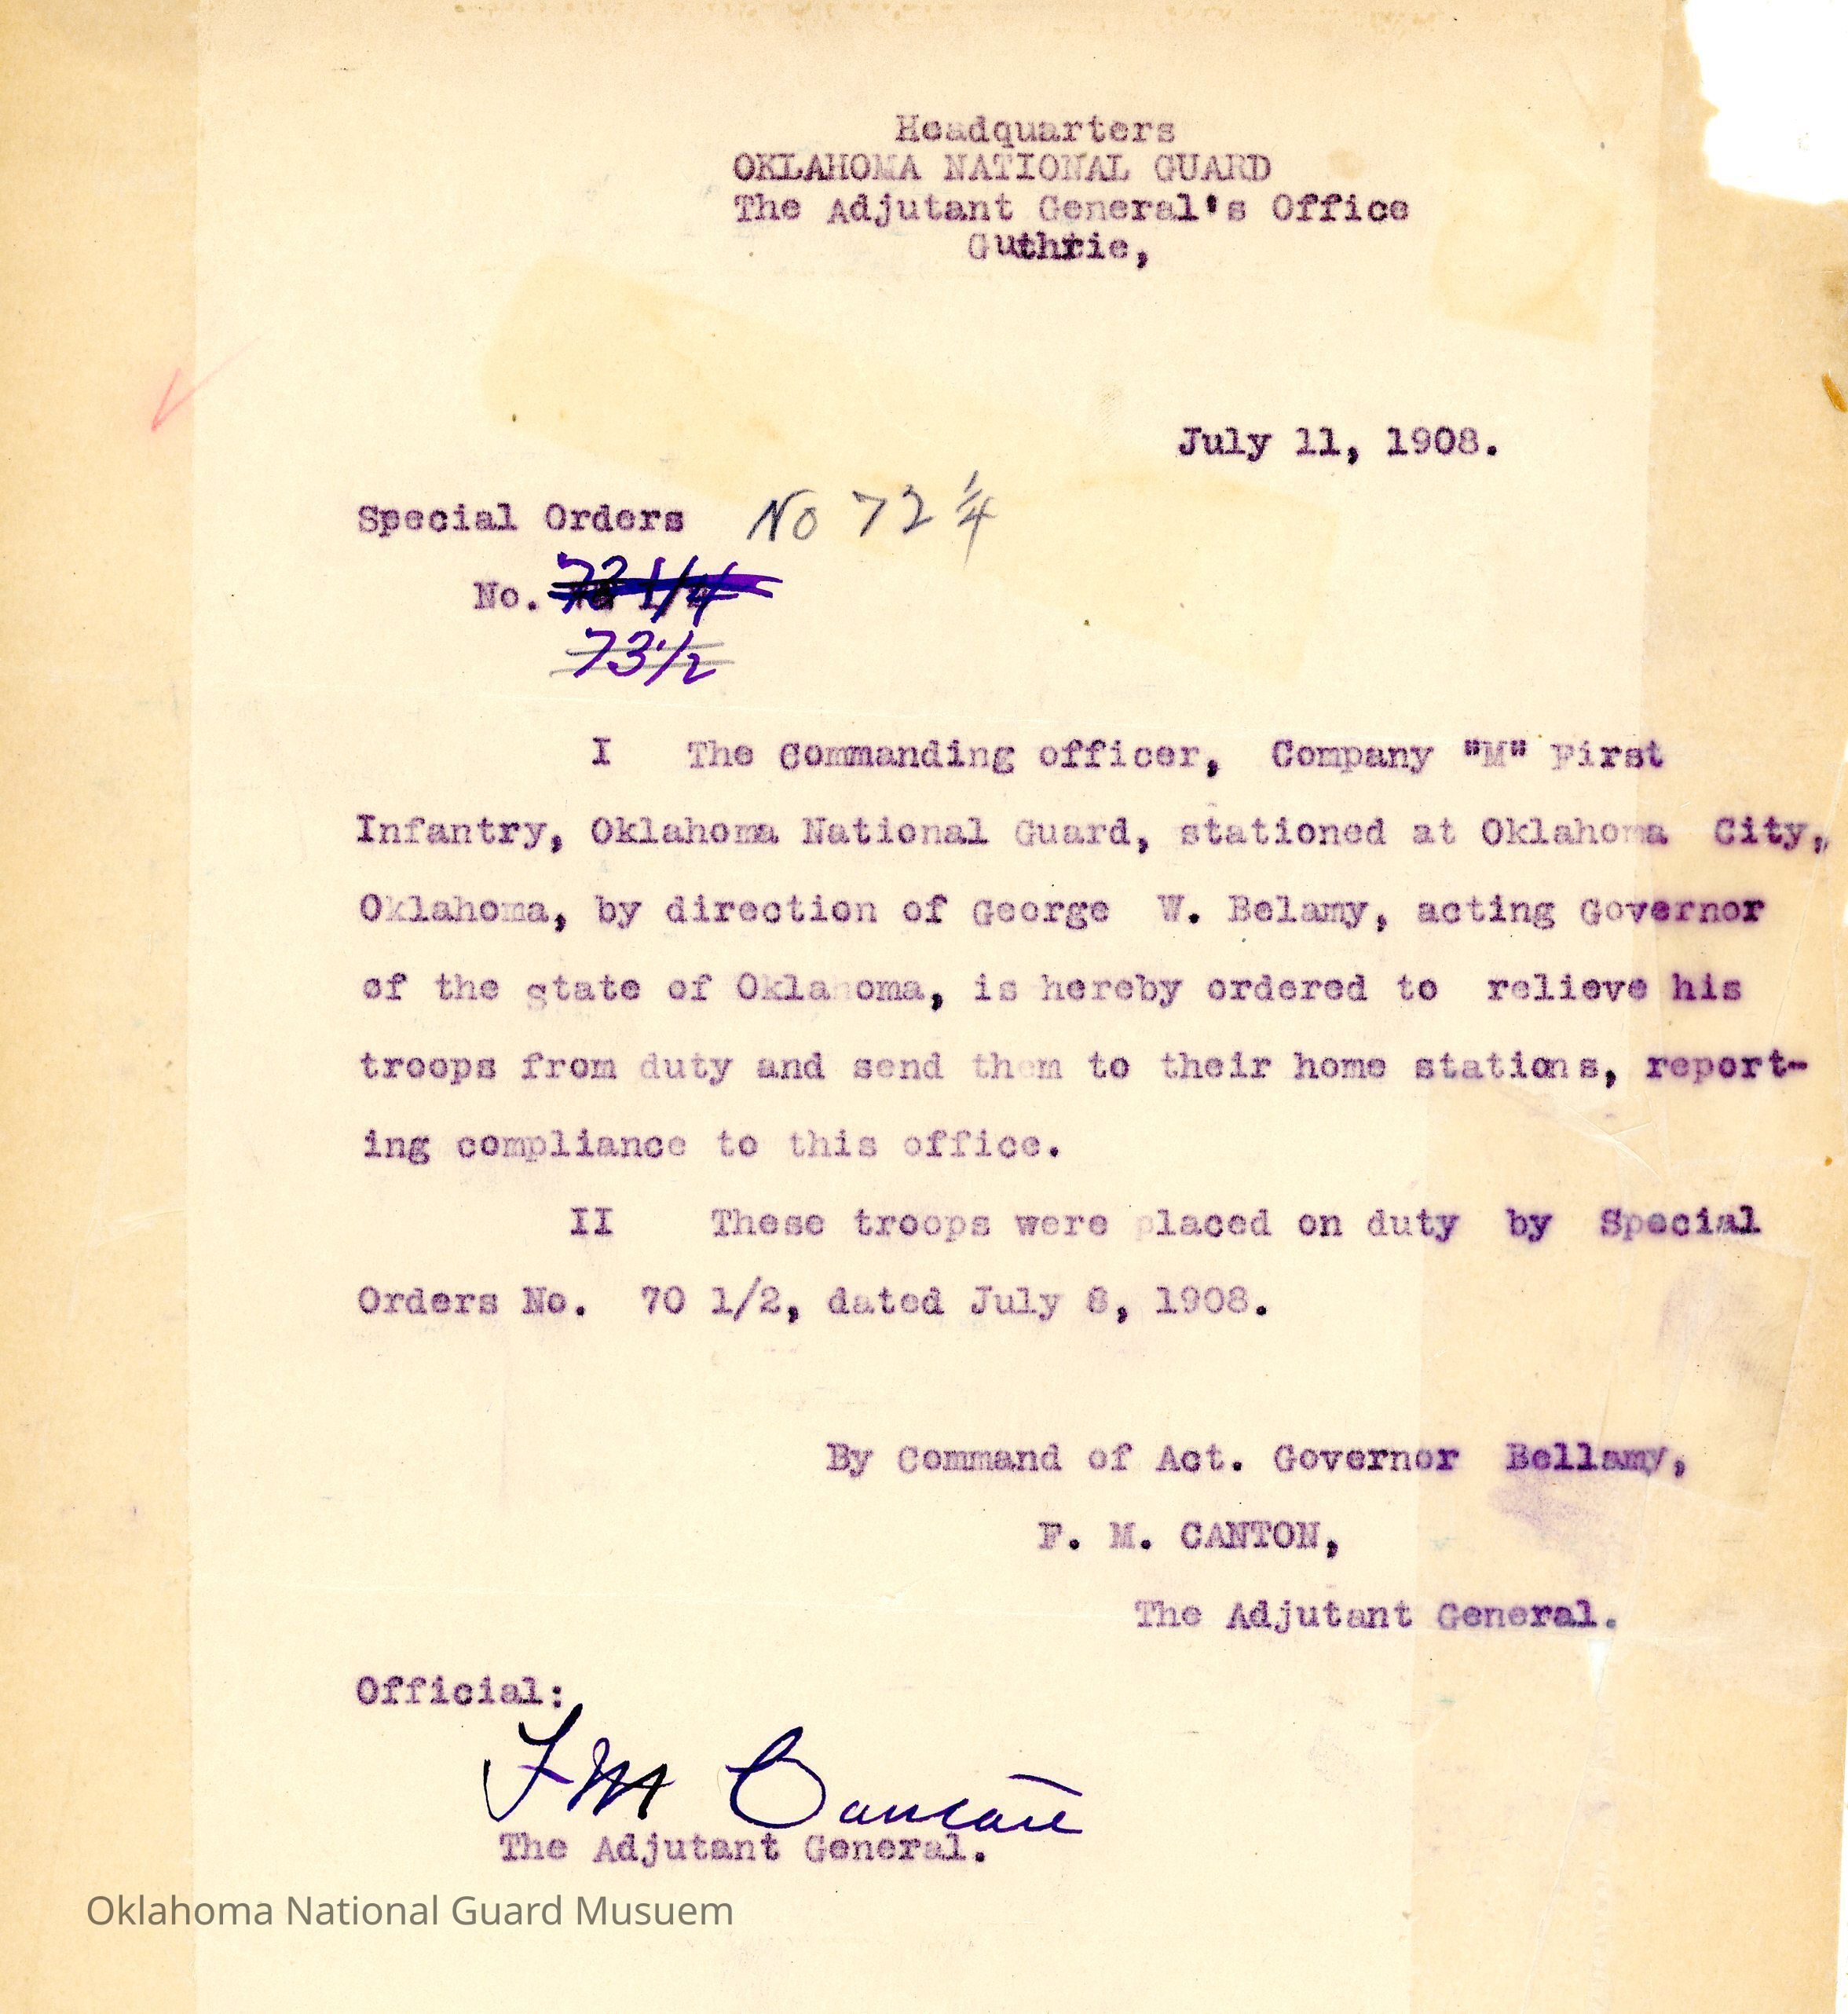 Headquarters
OKLAHOMA NATIONAL GUARD
The Adjutant General's Office
Guthrie,
July 11, 1908.
Special Orders No 72 1/4
No. 72 1/4
73 1/2
I The Commanding officer, Company "M" First
Infantry, Oklahoma National Guard, stationed at Oklahoma City,
Oklahoma, by direction of George W. Belamy, acting Governor
of the state of Oklahoma, is hereby ordered to relieve his
troops from duty and send them to their home stations, report-
ing compliance to this office.
II These troops were placed on duty by Special
Orders No. 70 1/2, dated July 8, 1908.
By Command of Act. Governor Bellamy,
F. M. CANTON,
The Adjutant General.
Official:
F M Canton
The Adjutant General.
Oklahoma National Guard Musuem